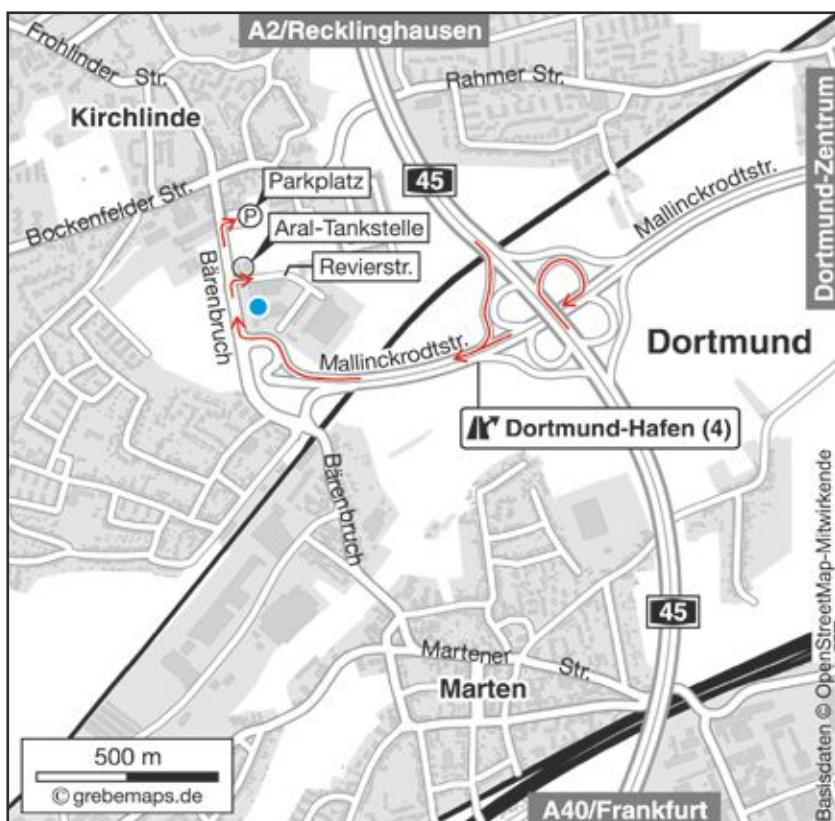 A2/Recklinghausen
Frohlinder Str.
Rahmer Str.
Kirchlinde
Dortmund-Zentrum
45
Parkplatz
P
Bockenfelder Str.
Mallinckrodtstr.
Aral-Tankstelle
Revierstr.
Bärenbruch
Mallinckrodtstr.
Dortmund
Dortmund-Hafen (4)
Bärenbruch
45
Martener Str.
Marten
500 m
© grebemaps.de
A40/Frankfurt
Basisdaten © OpenStreetMap-Mitwirkende